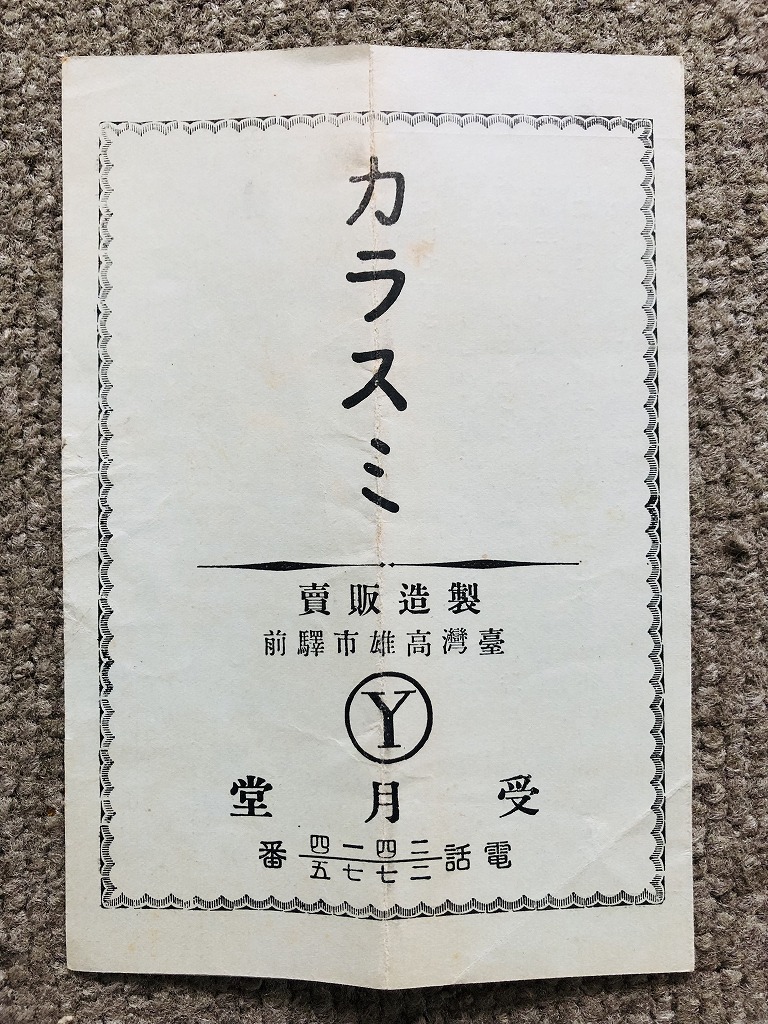 カラスミ
製造販賣
臺灣高雄市驛前
Y
受月堂
電話 二四一四 番
二七七五